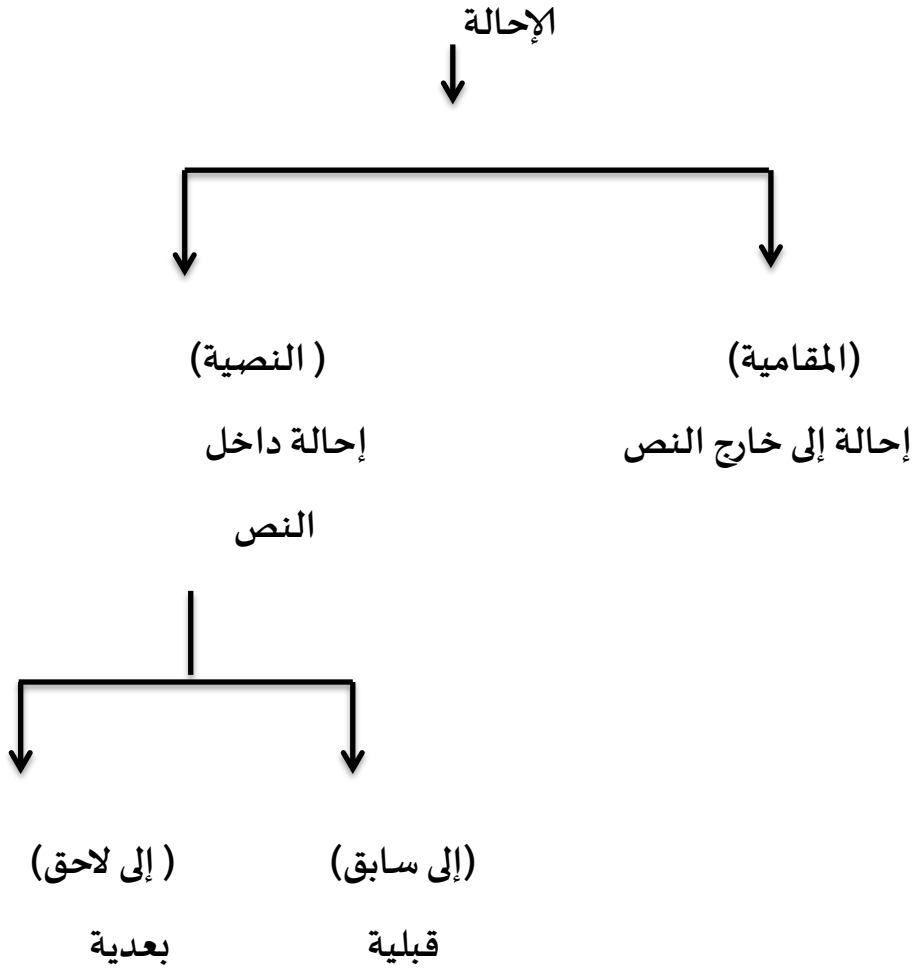 الإحالة
(المقامية)
( النصية)
إحالة إلى خارج النص
إحالة داخل
النص
(إلى سابق)
( إلى لاحق)
قبلية
بعدية